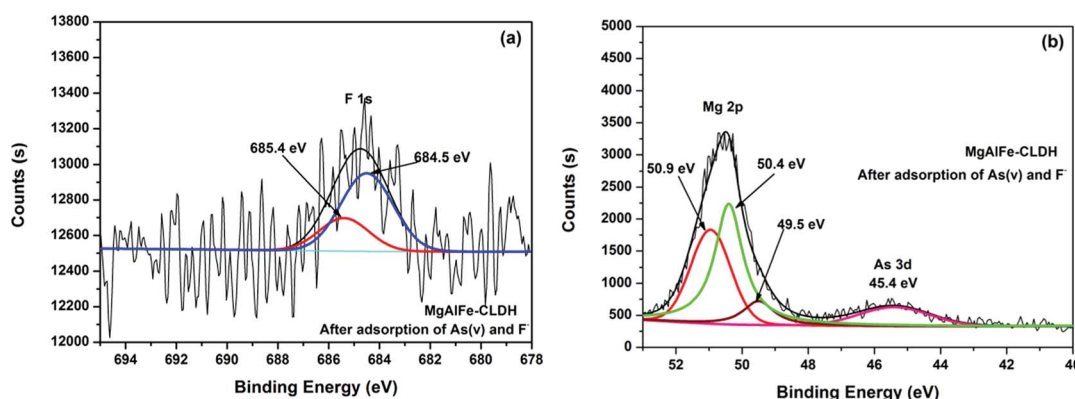 (a)
13800
13600
13400
13200
13000
12800
12600
12400
12200
12000
Counts (s)
F 1s
685.4 eV
684.5 eV
MgAlFe-CLDH
After adsorption of As(v) and F⁻
694 692 690 688 686 684 682 680 678
Binding Energy (eV)
(b)
5000
4500
4000
3500
3000
2500
2000
1500
1000
500
0
Counts (s)
Mg 2p
50.9 eV
50.4 eV
49.5 eV
MgAlFe-CLDH
After adsorption of As(v) and F⁻
As 3d
45.4 eV
52 50 48 46 44 42 40
Binding Energy (eV)